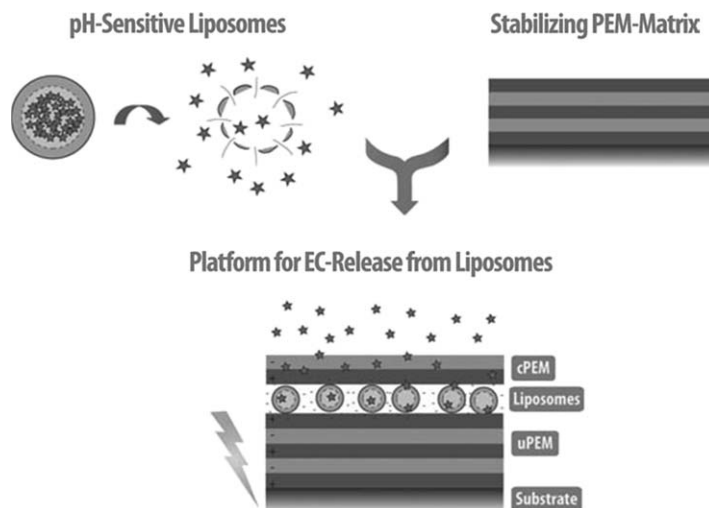 pH-Sensitive Liposomes
Stabilizing PEM-Matrix
Platform for EC-Release from Liposomes
cPEM
Liposomes
uPEM
Substrate